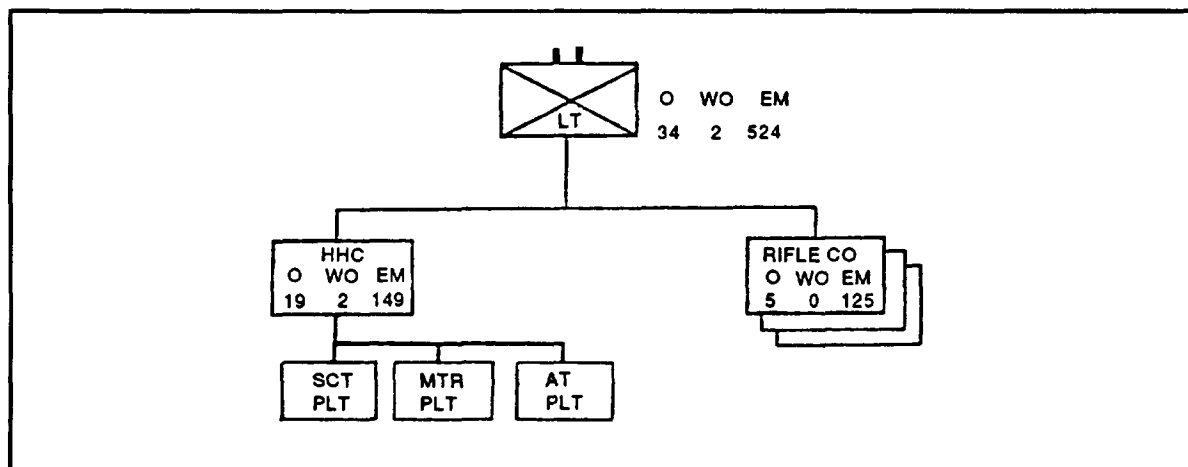 O WO EM
LT
34 2 524
HHC
O WO EM
19 2 149
RIFLE CO
O WO EM
5 0 125
SCT
PLT
MTR
PLT
AT
PLT